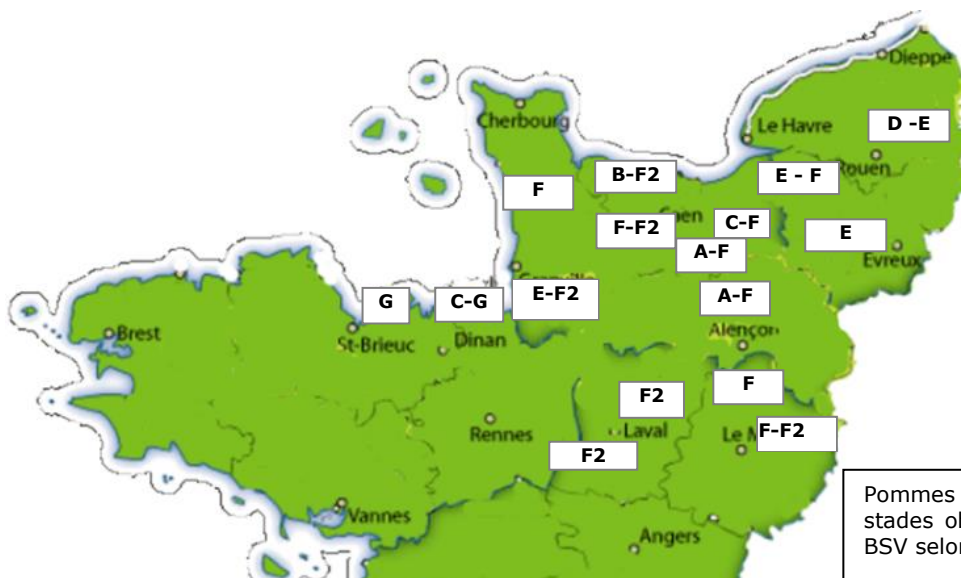 Dieppe
Cherbourg
Le Havre
D -E
Rouen
B-F2
E - F
F
C-F
F-F2
E
A-F
Evreux
E-F2
A-F
G
C-G
Brest
St-Brieuc
Dinan
Alençon
F
F2
Rennes
Laval
F-F2
F2
Vannes
Angers
Pommes
stades
BSV